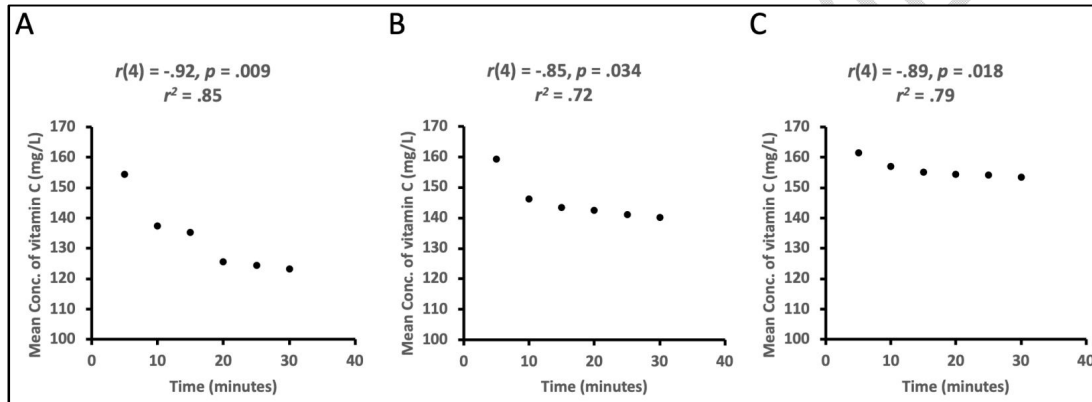 A
r(4) = -.92, p = .009
r² = .85
Mean Conc. of vitamin C (mg/L)
170
160
150
140
130
120
110
100
0
10
20
30
40
Time (minutes)
B
r(4) = -.85, p = .034
r² = .72
Mean Conc. of vitamin C (mg/L)
170
160
150
140
130
120
110
100
0
10
20
30
40
Time (minutes)
C
r(4) = -.89, p = .018
r² = .79
Mean Conc. of vitamin C (mg/L)
170
160
150
140
130
120
110
100
0
10
20
30
40
Time (minutes)